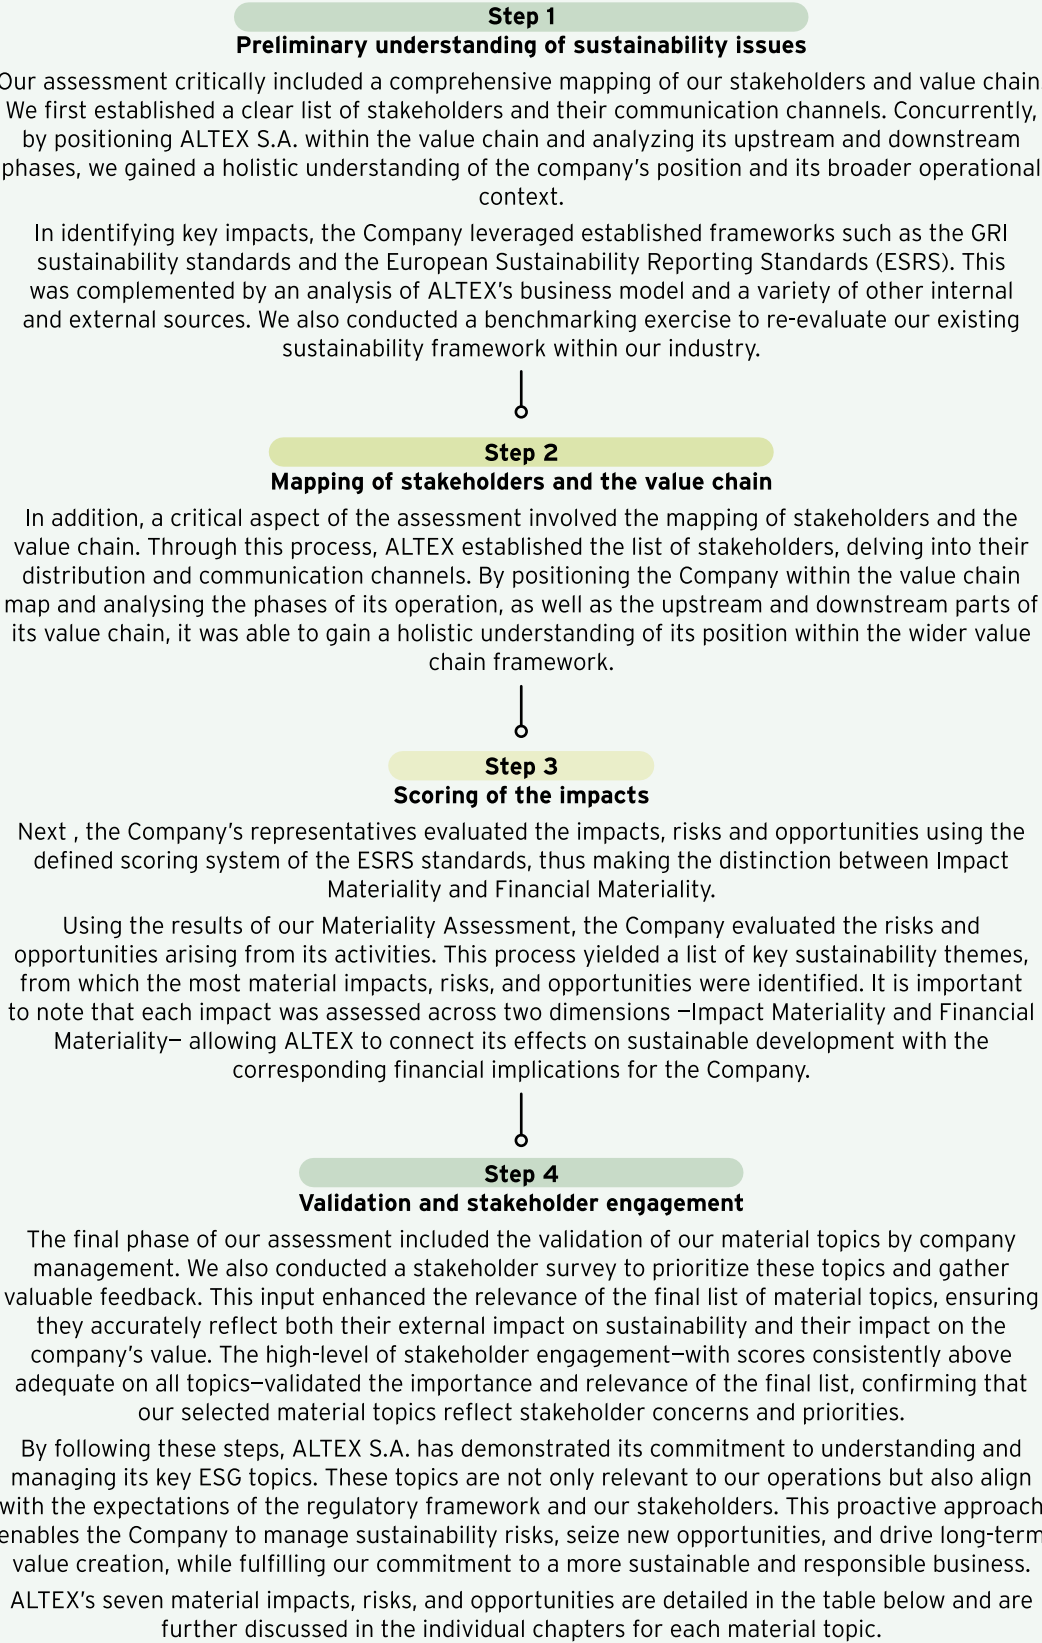 Step 1
Preliminary understanding of sustainability issues
Our assessment critically included a comprehensive mapping of our stakeholders and value chain
We first established a clear list of stakeholders and their communication channels. Concurrently,
by positioning ALTEX S.A. within the value chain and analyzing its upstream and downstream
phases, we gained a holistic understanding of the company's position and its broader operational
context.
In identifying key impacts, the Company leveraged established frameworks such as the GRI
sustainability standards and the European Sustainability Reporting Standards (ESRS). This
was complemented by an analysis of ALTEX's business model and a variety of other internal
and external sources. We also conducted a benchmarking exercise to re-evaluate our existing
sustainability framework within our industry.
Step 2
Mapping of stakeholders and the value chain
In addition, a critical aspect of the assessment involved the mapping of stakeholders and the
value chain. Through this process, ALTEX established the list of stakeholders, delving into their
distribution and communication channels. By positioning the Company within the value chain
map and analysing the phases of its operation, as well as the upstream and downstream parts of
its value chain, it was able to gain a holistic understanding of its position within the wider value
chain framework.
Step 3
Scoring of the impacts
Next , the Company's representatives evaluated the impacts, risks and opportunities using the
defined scoring system of the ESRS standards, thus making the distinction between Impact
Materiality and Financial Materiality.
Using the results of our Materiality Assessment, the Company evaluated the risks and
opportunities arising from its activities. This process yielded a list of key sustainability themes,
from which the most material impacts, risks, and opportunities were identified. It is important
to note that each impact was assessed across two dimensions —Impact Materiality and Financial
Materiality— allowing ALTEX to connect its effects on sustainable development with the
corresponding financial implications for the Company.
Step 4
Validation and stakeholder engagement
The final phase of our assessment included the validation of our material topics by company
management. We also conducted a stakeholder survey to prioritize these topics and gather
valuable feedback. This input enhanced the relevance of the final list of material topics, ensuring
they accurately reflect both their external impact on sustainability and their impact on the
company's value. The high-level of stakeholder engagement—with scores consistently above
adequate on all topics—validated the importance and relevance of the final list, confirming that
our selected material topics reflect stakeholder concerns and priorities.
By following these steps, ALTEX S.A. has demonstrated its commitment to understanding and
managing its key ESG topics. These topics are not only relevant to our operations but also align
with the expectations of the regulatory framework and our stakeholders. This proactive approach
enables the Company to manage sustainability risks, seize new opportunities, and drive long-term
value creation, while fulfilling our commitment to a more sustainable and responsible business.
ALTEX's seven material impacts, risks, and opportunities are detailed in the table below and are
further discussed in the individual chapters for each material topic.